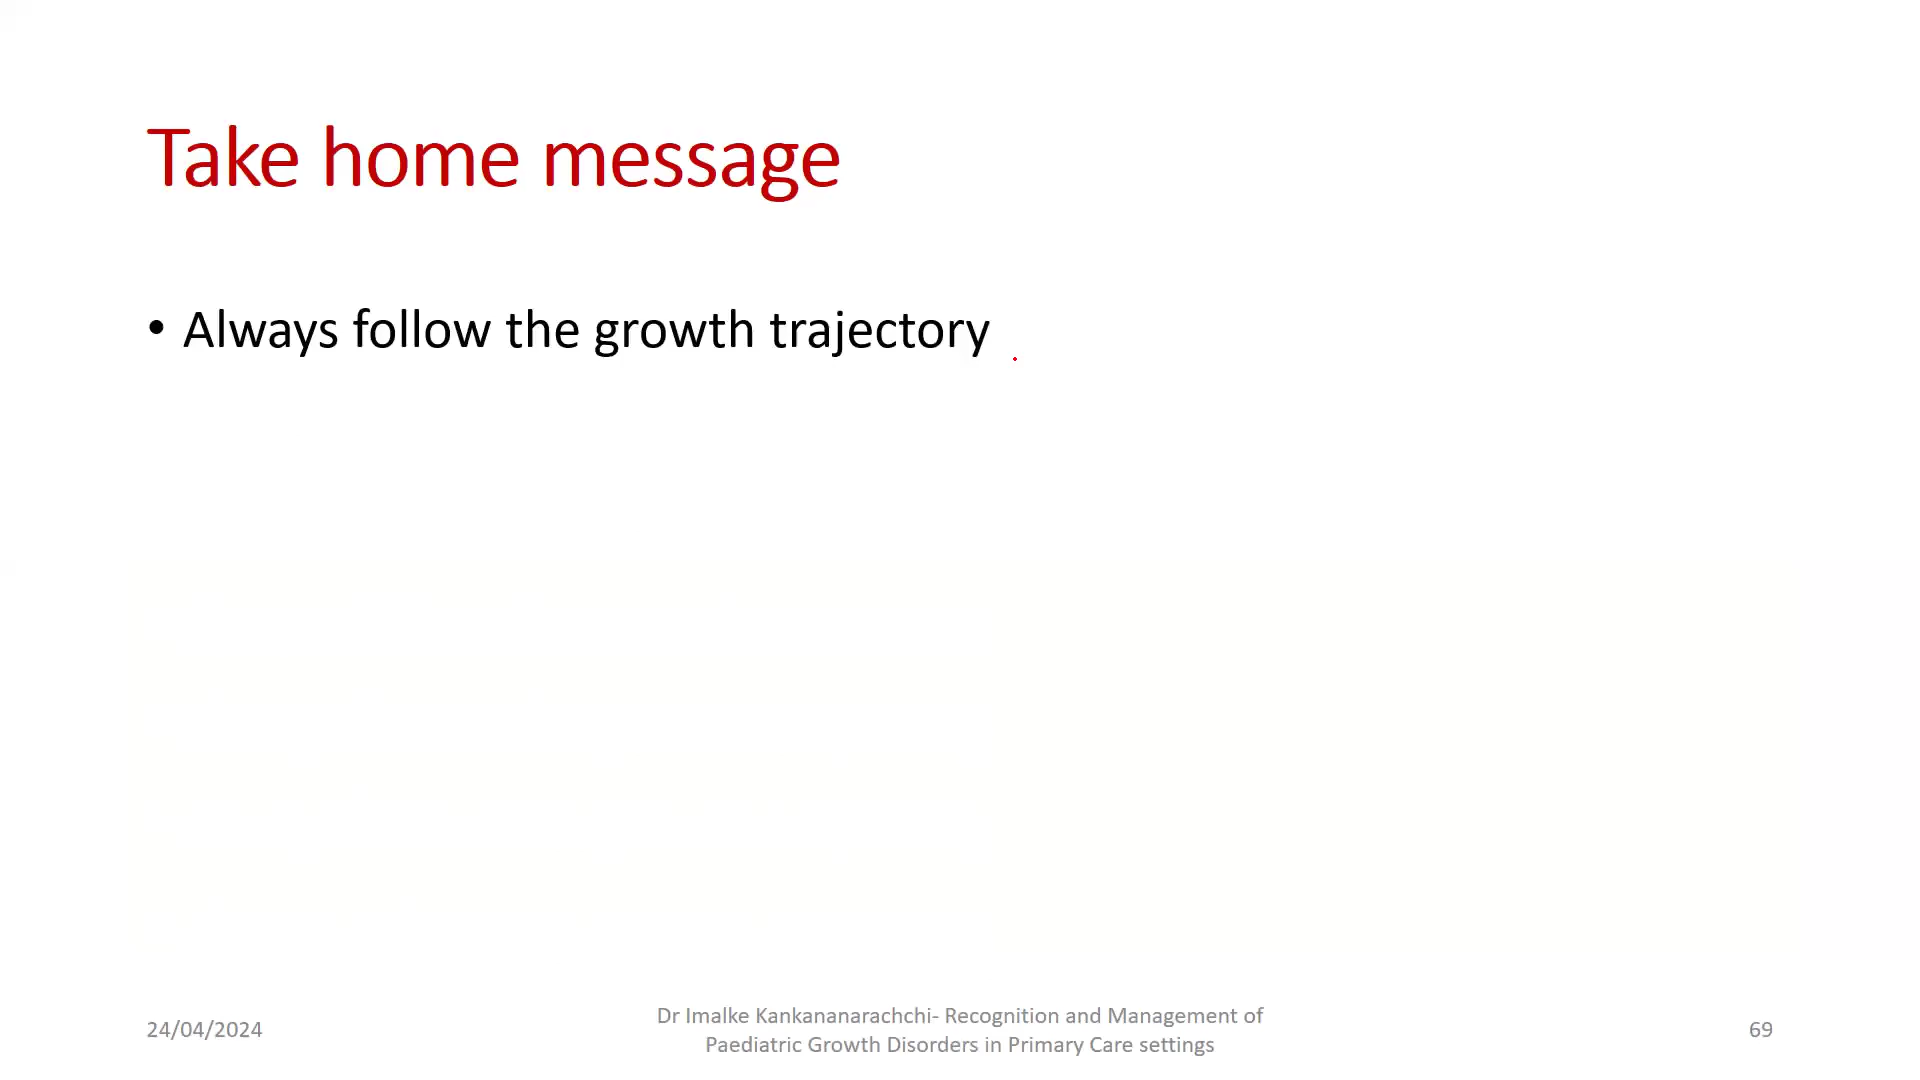 Take home message
• Always follow the growth trajectory
24/04/2024
Dr Imalke Kankananarachchi- Recognition and Management of
Paediatric Growth Disorders in Primary Care settings
69